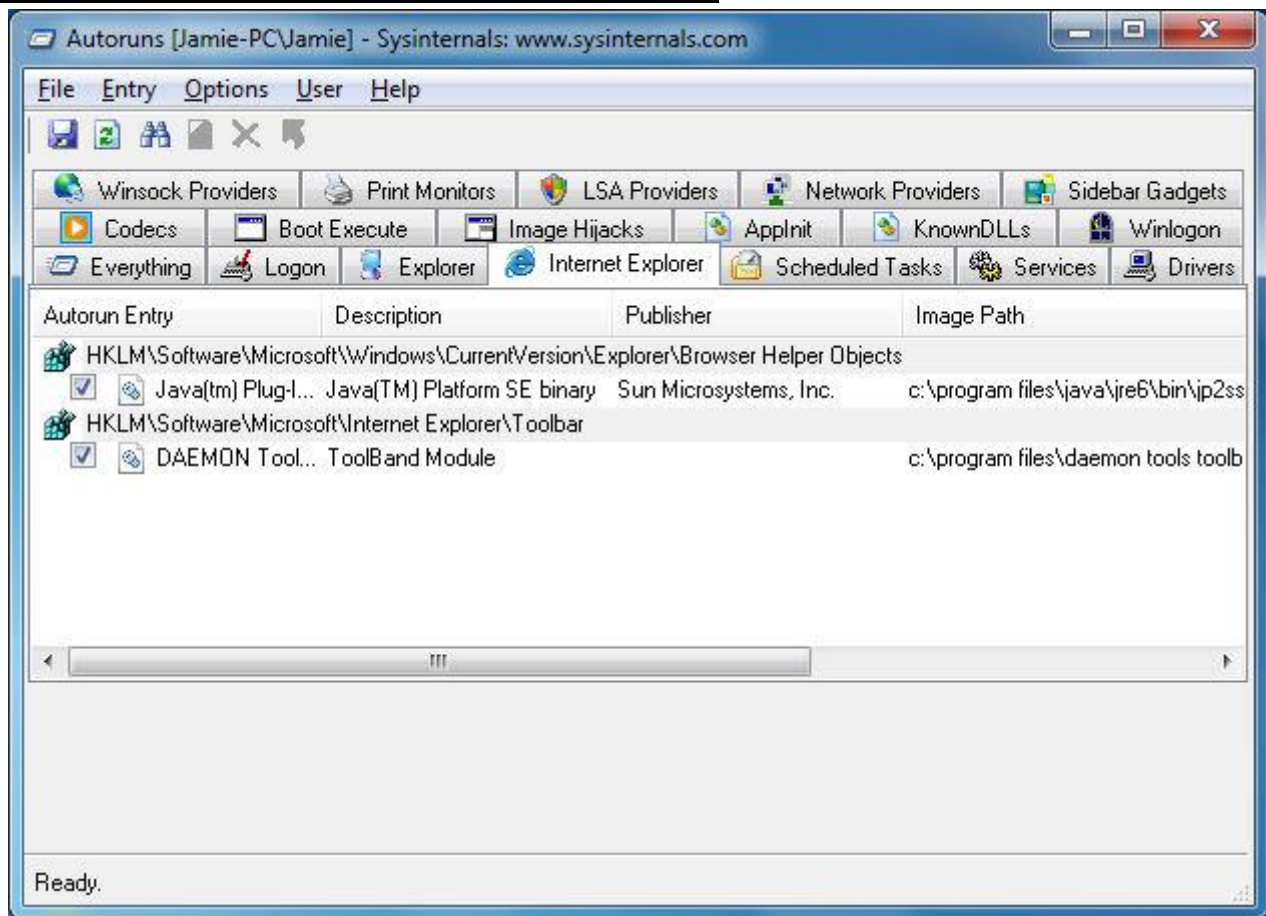 Autoruns [Jamie-PC\Jamie] - Sysinternals: www.sysinternals.com
File Entry Options User Help
Winsock Providers Print Monitors LSA Providers Network Providers Sidebar Gadgets
Codecs Boot Execute Image Hijacks AppInit KnownDLLs Winlogon
Everything Logon Explorer Internet Explorer Scheduled Tasks Services Drivers
Autorun Entry Description Publisher Image Path
HKLM\Software\Microsoft\Windows\CurrentVersion\Explorer\Browser Helper Objects
Java(tm) Plug-I... Java(TM) Platform SE binary Sun Microsystems, Inc. c:\program files\java\jre6\bin\jp2ss
HKLM\Software\Microsoft\Internet Explorer\Toolbar
DAEMON Tool... ToolBand Module c:\program files\daemon tools toolb
Ready.